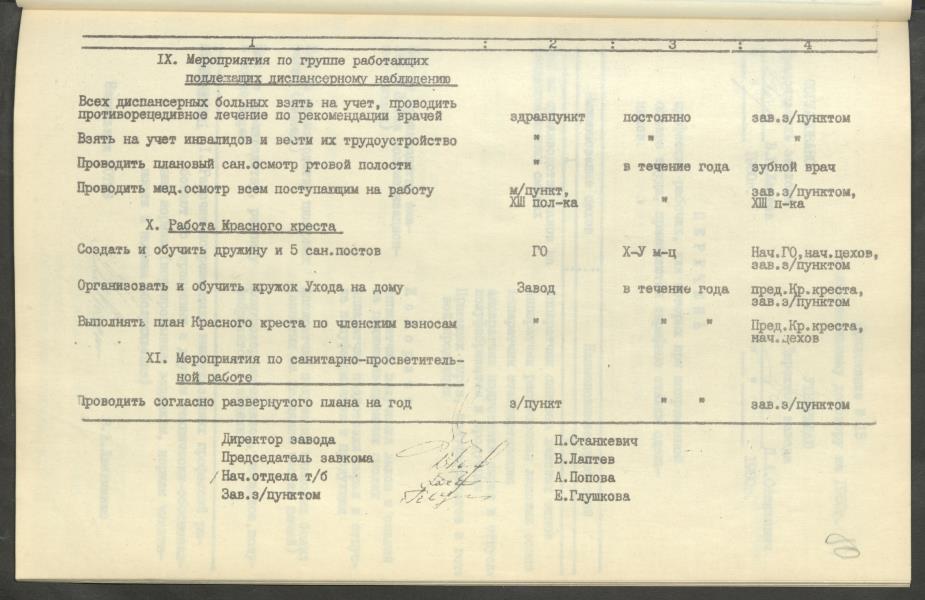 1 : 2 : 3 : 4
IX. Мероприятия по группе работающих
подлежащих диспансерному наблюдению
Всех диспансерных больных взять на учет, проводить
противорецедивное лечение по рекомендации врачей здравпункт постоянно зав.з/пунктом
Взять на учет инвалидов и вести их трудоустройство " " "
Проводить плановый сан.осмотр ртовой полости " в течение года зубной врач
Проводить мед.осмотр всем поступающим на работу м/пункт, " зав.з/пунктом,
XIII пол-ка XIII п-ка
X. Работа Красного креста
Создать и обучить дружину и 5 сан.постов ГО X-У м-ц Нач.ГО,нач.цехов,
зав.з/пунктом
Организовать и обучить кружок Ухода на дому Завод в течение года пред.Кр.креста,
зав.з/пунктом
Выполнять план Красного креста по членским взносам " " " Пред.Кр.креста,
нач.цехов
XI. Мероприятия по санитарно-просветитель-
ной работе
Проводить согласно развернутого плана на год з/пункт " " зав.з/пунктом
Директор завода П.Станкевич
Председатель завкома В.Лаптев
Нач.отдела т/б А.Попова
Зав.з/пунктом Е.Глушкова
80